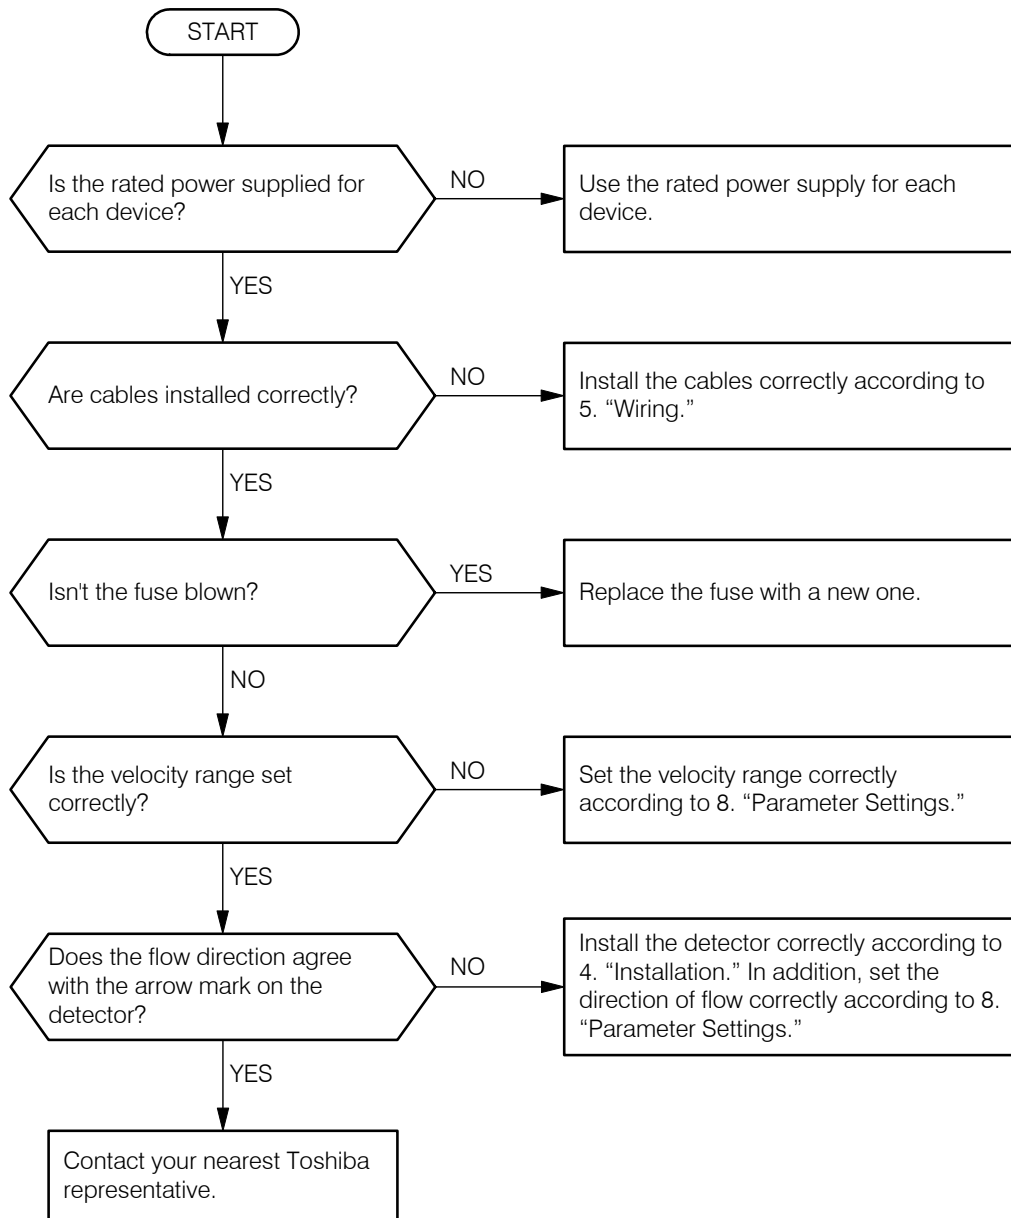 START
Is the rated power supplied for
each device?
NO
Use the rated power supply for each
device.
YES
Are cables installed correctly?
NO
Install the cables correctly according to
5. “Wiring.”
YES
Isn't the fuse blown?
YES
Replace the fuse with a new one.
NO
Is the velocity range set
correctly?
NO
Set the velocity range correctly
according to 8. “Parameter Settings.”
YES
Does the flow direction agree
with the arrow mark on the
detector?
NO
Install the detector correctly according to
4. “Installation.” In addition, set the
direction of flow correctly according to 8.
“Parameter Settings.”
YES
Contact your nearest Toshiba
representative.